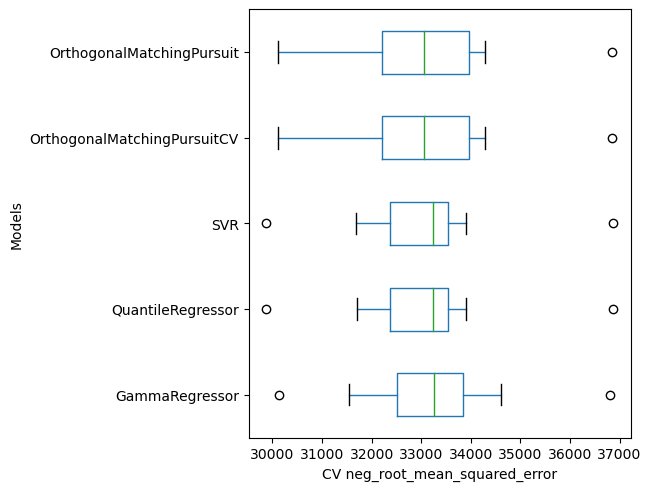 OrthogonalMatchingPursuit
OrthogonalMatchingPursuitCV
SVR
QuantileRegressor
GammaRegressor
Models
30000 31000 32000 33000 34000 35000 36000 37000
CV neg_root_mean_squared_error